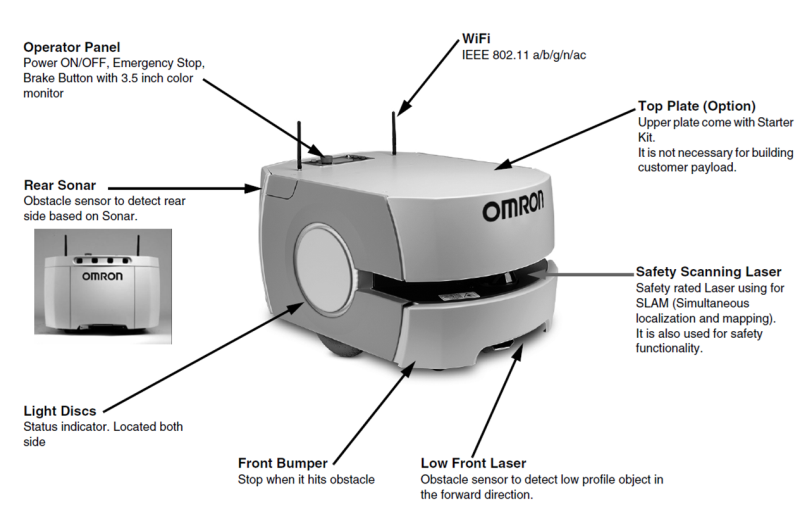 Operator Panel
Power ON/OFF, Emergency Stop,
Brake Button with 3.5 inch color
monitor
WiFi
IEEE 802.11 a/b/g/n/ac
Top Plate (Option)
Upper plate come with Starter
Kit.
It is not necessary for building
customer payload.
Rear Sonar
Obstacle sensor to detect rear
side based on Sonar.
OMRON
OMRON
Safety Scanning Laser
Safety rated Laser using for
SLAM (Simultaneous
localization and mapping).
It is also used for safety
functionality.
Light Discs
Status indicator. Located both
side
Front Bumper
Stop when it hits obstacle
Low Front Laser
Obstacle sensor to detect low profile object in
the forward direction.